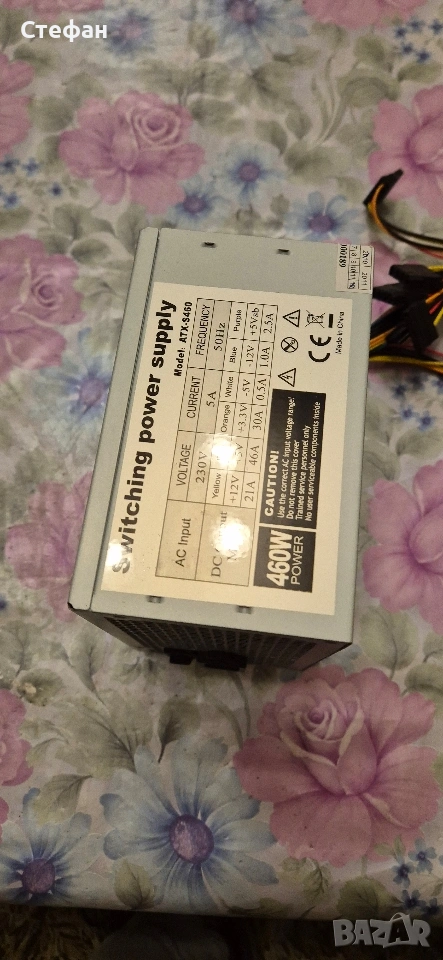 Стефан
Switching power supply
Model: ATX-S460
AC Input VOLTAGE CURRENT FREQUENCY
230V 5A 50Hz
Yellow Orange White Blue Purple
+12V +3.3V -5V -12V +5Vsb
21A 46A 30A 0.5A 1.0A 2.5A
460W
POWER
CAUTION!
Use the correct AC input voltage range!
Do not remove this cover
Trained service personnel only
No user serviceable components inside
CE
Made in China
BAZAR